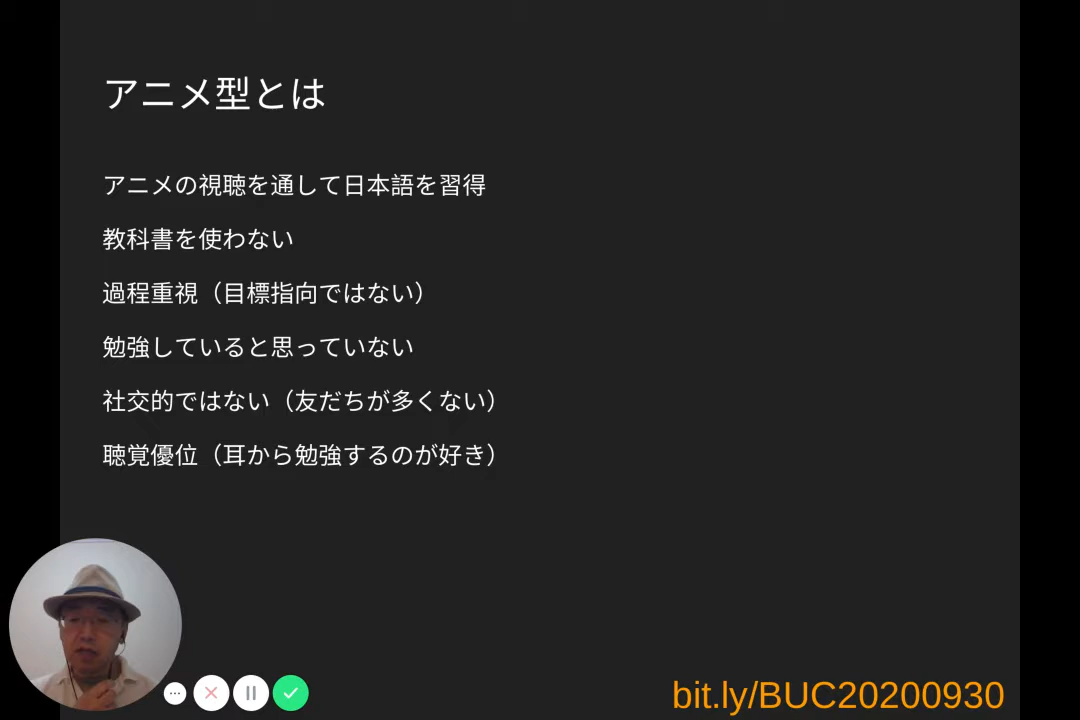 アニメ型とは
アニメの視聴を通して日本語を習得
教科書を使わない
過程重視（目標指向ではない）
勉強していると思っていない
社交的ではない（友だちが多くない）
聴覚優位（耳から勉強するのが好き）
bit.ly/BUC20200930